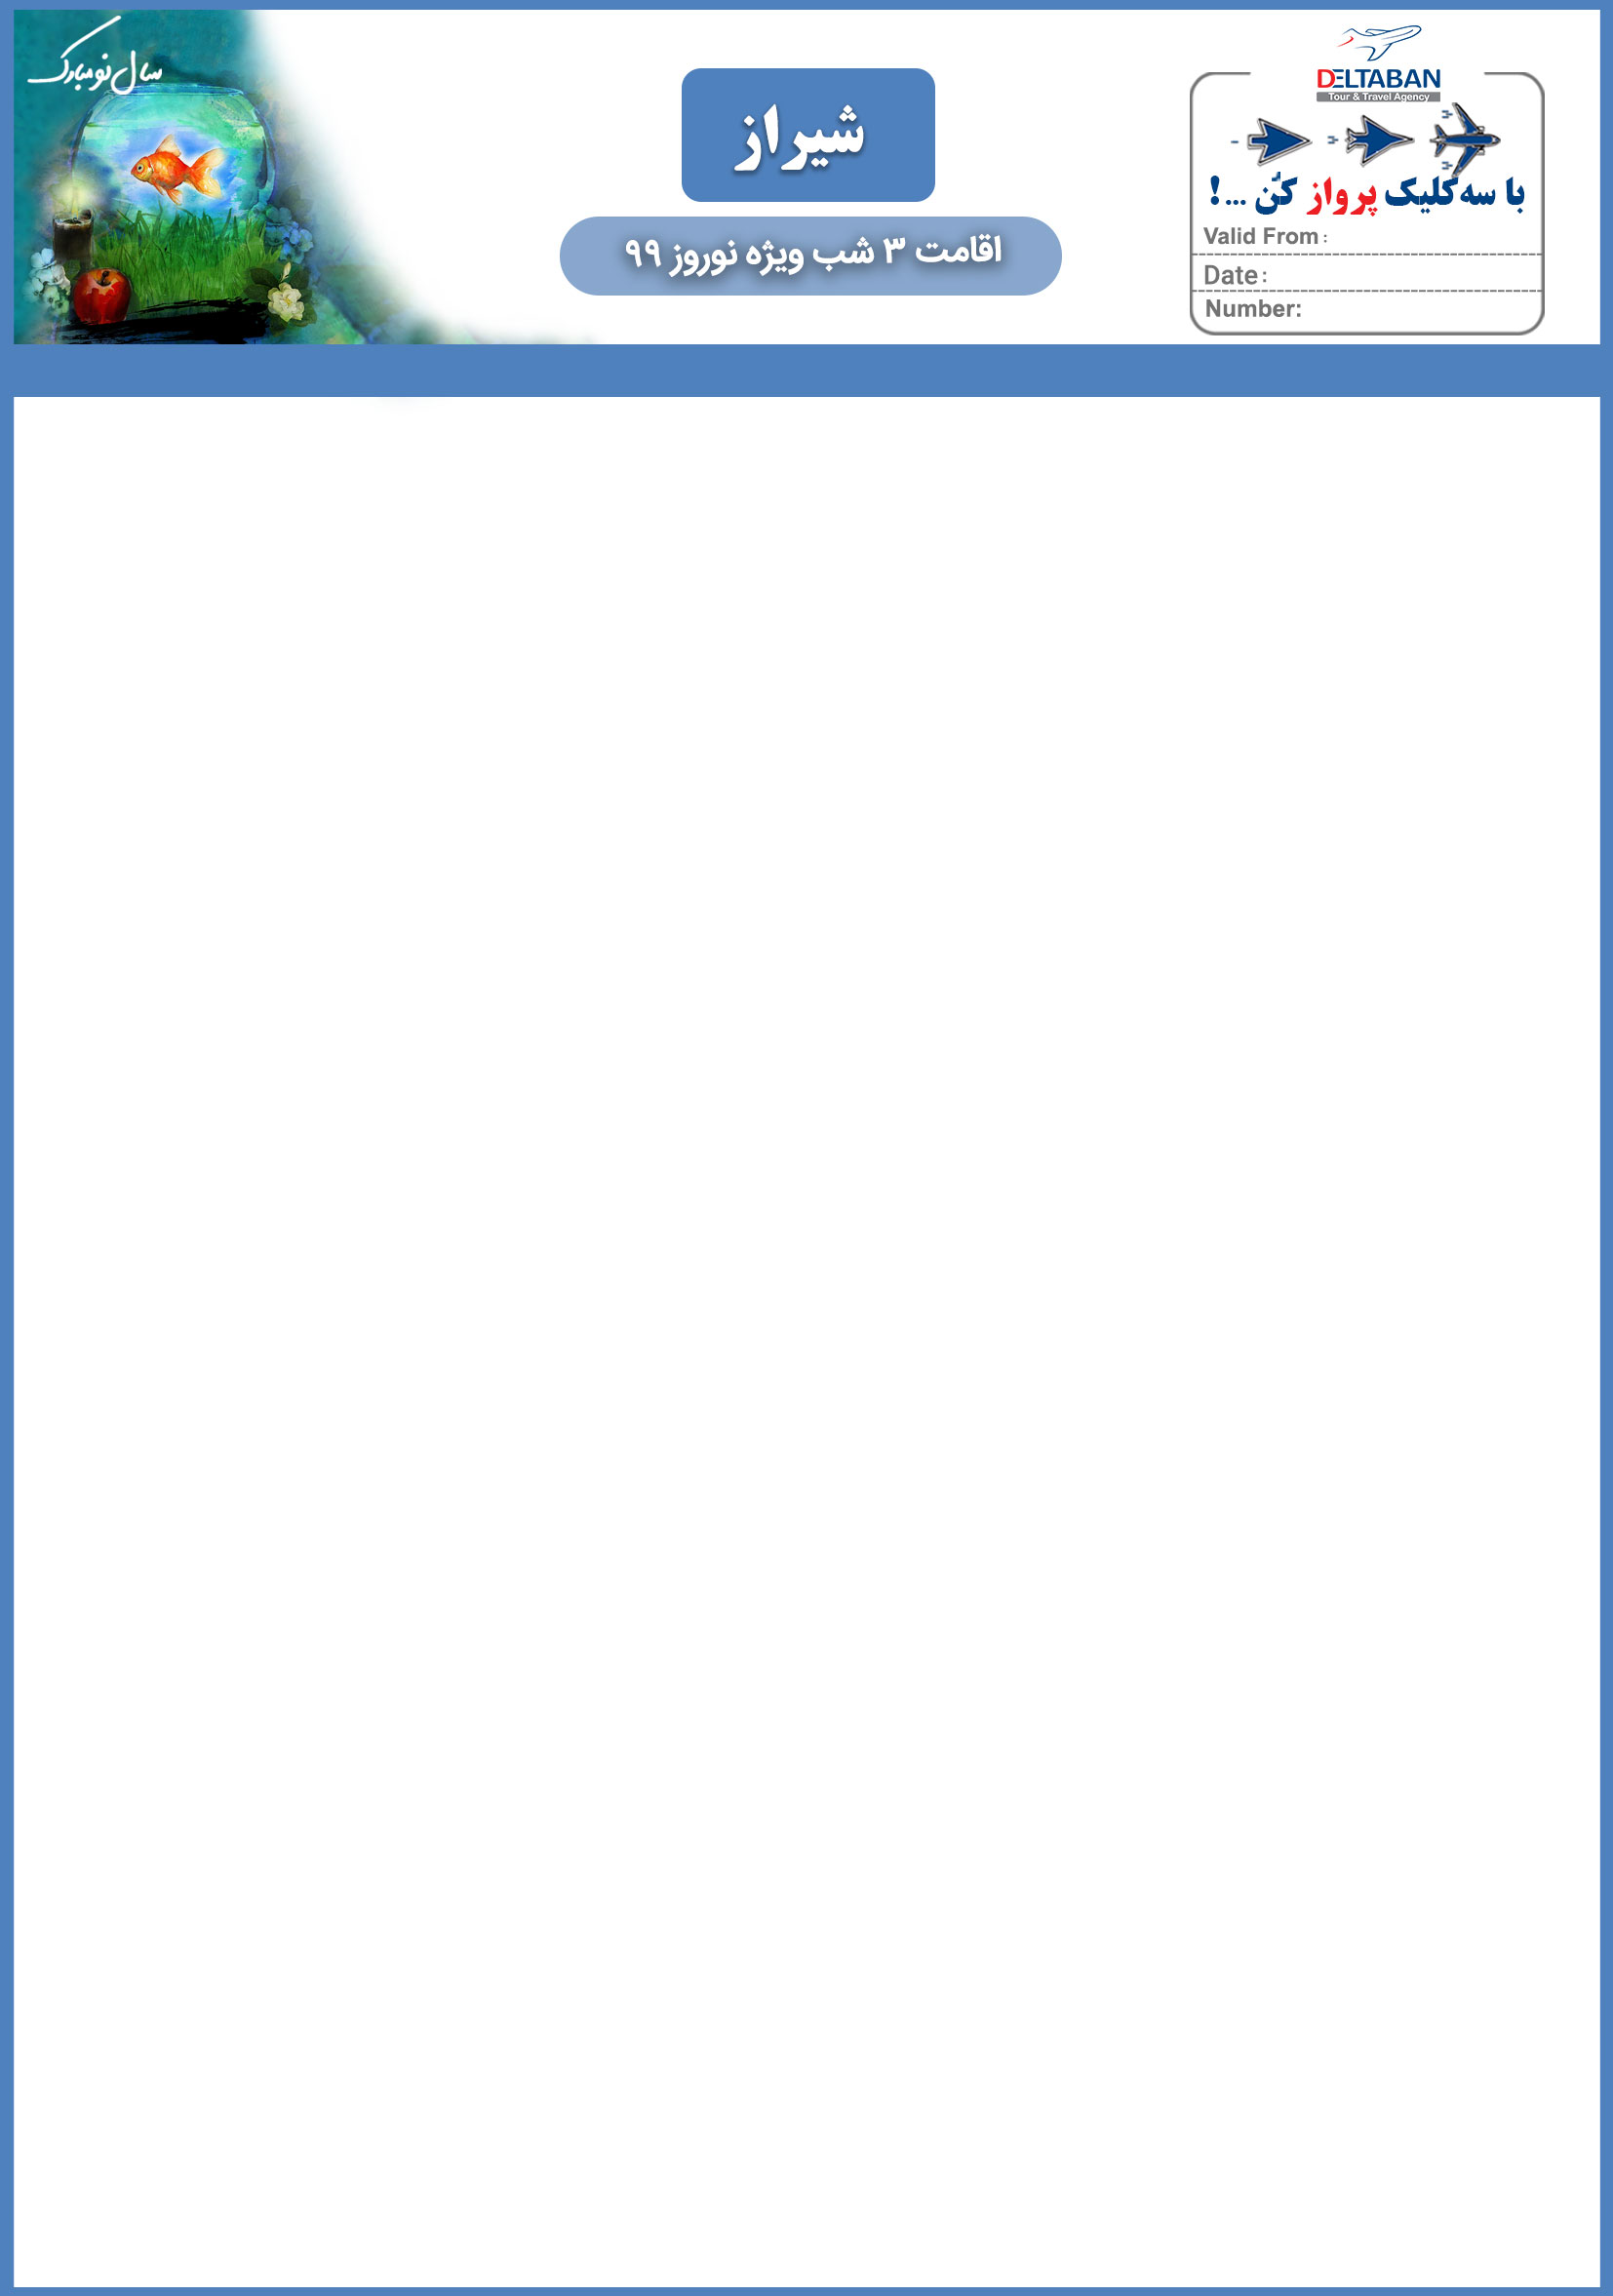 سال نو مبارک
شیراز
اقامت ۳ شب ویژه نوروز ۹۹
DELTABAN
Tour & Travel Agency
با سه کلیک پرواز کن ...!
Valid From :
Date :
Number: